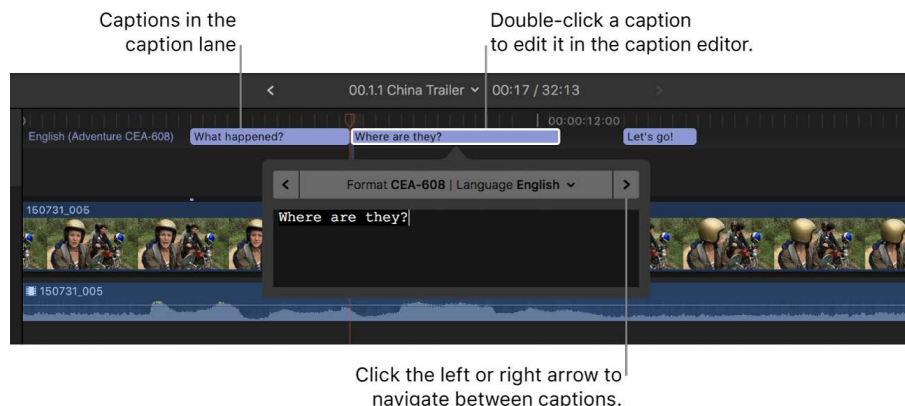 Captions in the
caption lane
Double-click a caption
to edit it in the caption editor.
00.1.1 China Trailer 00:17 / 32:13
00:00:12:00
English (Adventure CEA-608) What happened? Where are they? Let's go!
Format CEA-608 | Language English
150731_006
Where are they?
150731_005
Click the left or right arrow to
navigate between captions.